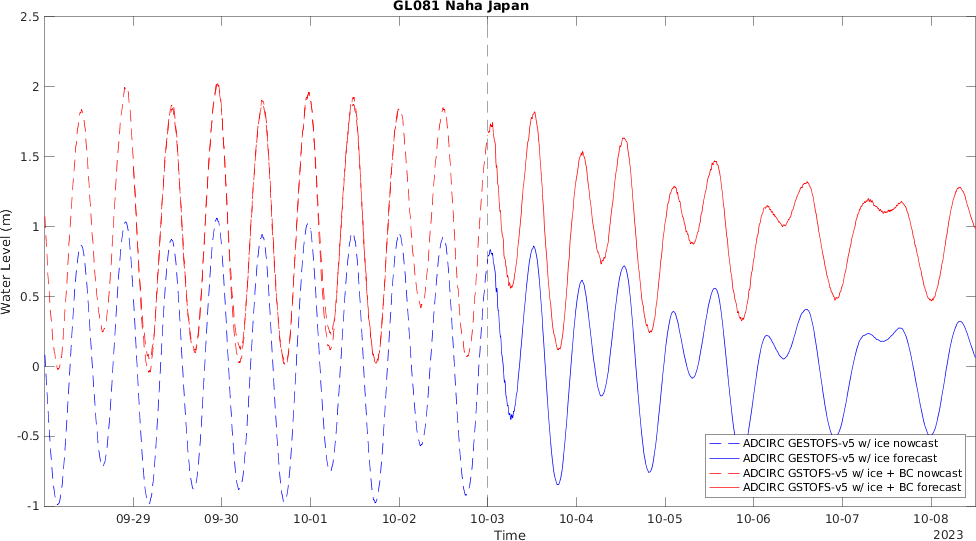 GL081 Naha Japan
2.5
2
1.5
1
0.5
0
-0.5
-1
Water Level (m)
ADCIRC GESTOFS-v5 w/ ice nowcast
ADCIRC GESTOFS-v5 w/ ice forecast
ADCIRC GSTOFS-v5 w/ ice + BC nowcast
ADCIRC GSTOFS-v5 w/ ice + BC forecast
09-29 09-30 10-01 10-02 10-03 10-04 10-05 10-06 10-07 10-08
Time
2023